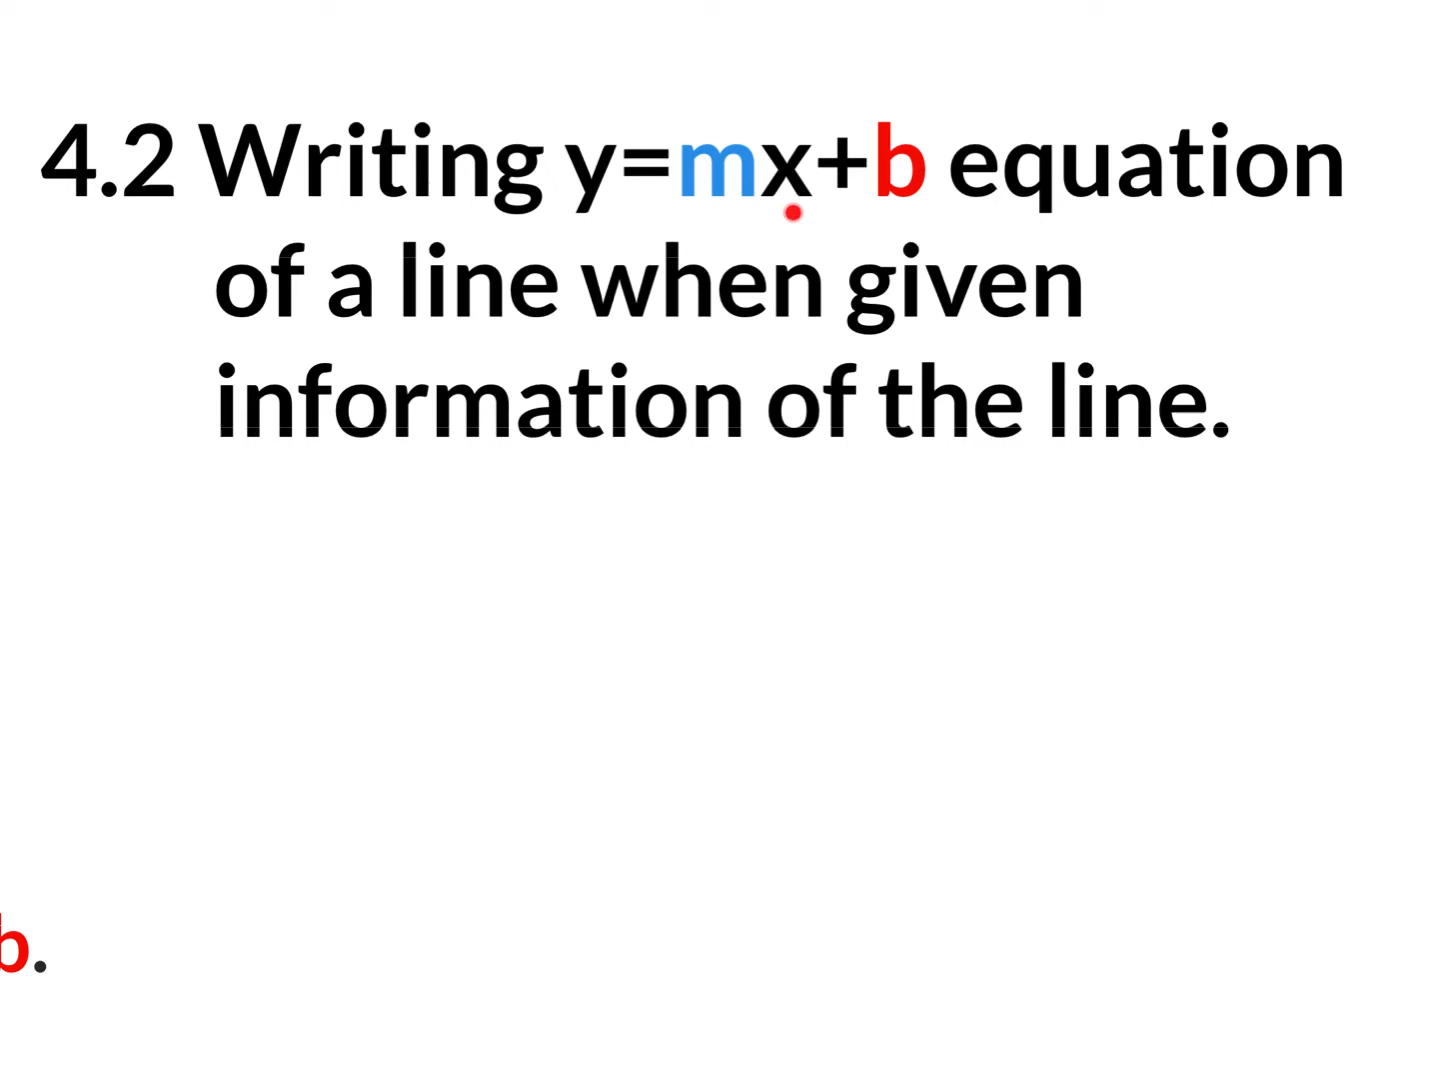 4.2 Writing y=mx+b equation
of a line when given
information of the line.
b.